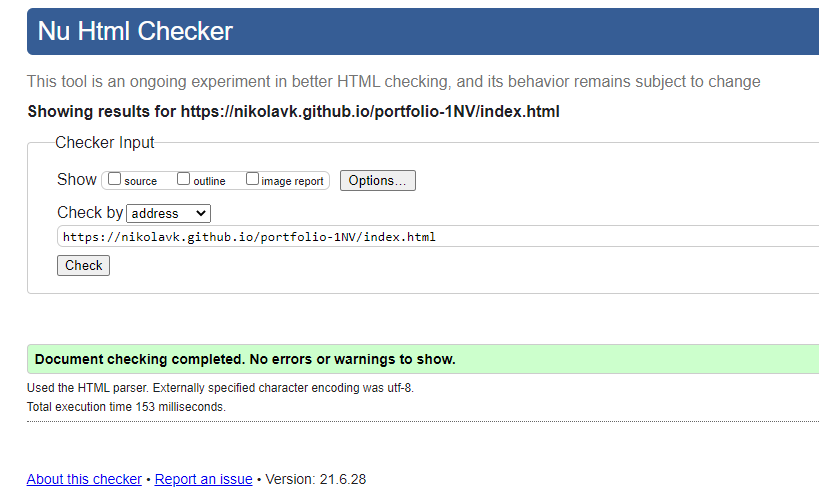 Nu Html Checker
This tool is an ongoing experiment in better HTML checking, and its behavior remains subject to change
Showing results for https://nikolavk.github.io/portfolio-1NV/index.html
Checker Input
Show source outline image report Options...
Check by address
https://nikolavk.github.io/portfolio-1NV/index.html
Check
Document checking completed. No errors or warnings to show.
Used the HTML parser. Externally specified character encoding was utf-8.
Total execution time 153 milliseconds.
About this checker • Report an issue • Version: 21.6.28